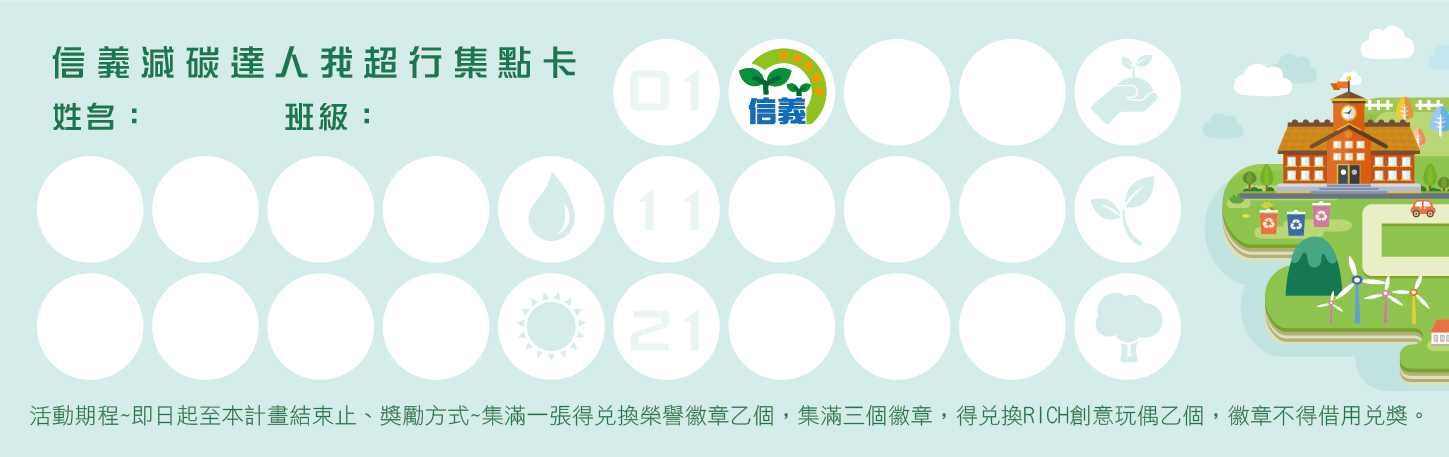 信義減碳達人我超行集點卡
姓名： 班級：
01
信義
11
21
活動期程~即日起至本計畫結束止、獎勵方式~集滿一張得兌換榮譽徽章乙個，集滿三個徽章，得兌換RICH創意玩偶乙個，徽章不得借用兌獎。